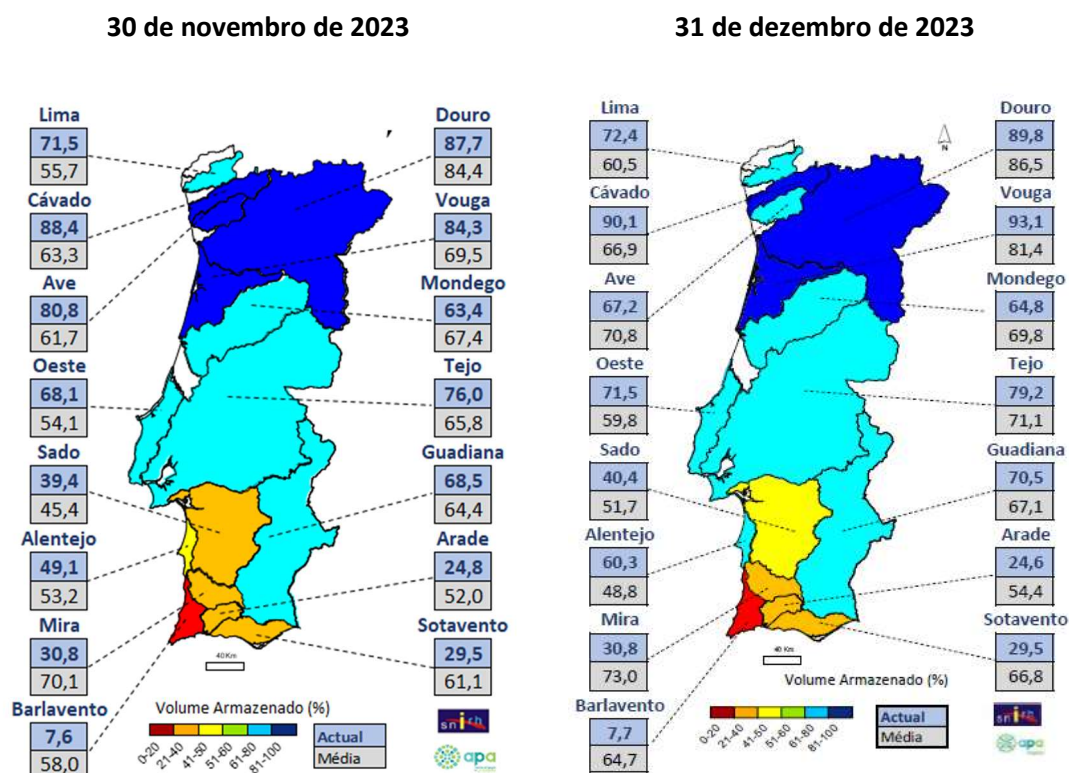 30 de novembro de 2023
Lima
71,5
55,7
Cávado
88,4
63,3
Ave
80,8
61,7
Oeste
68,1
54,1
Sado
39,4
45,4
Alentejo
49,1
53,2
Mira
30,8
70,1
Barlavento
7,6
58,0
Douro
87,7
84,4
Vouga
84,3
69,5
Mondego
63,4
67,4
Tejo
76,0
65,8
Guadiana
68,5
64,4
Arade
24,8
52,0
Sotavento
29,5
61,1
40 Km
Volume Armazenado (%)
0-20
21-40
41-50
51-60
61-80
81-100
Actual
Média
snirh
apa
31 de dezembro de 2023
N
Lima
72,4
60,5
Cávado
90,1
66,9
Ave
67,2
70,8
Oeste
71,5
59,8
Sado
40,4
51,7
Alentejo
60,3
48,8
Mira
30,8
73,0
Barlavento
7,7
64,7
Douro
89,8
86,5
Vouga
93,1
81,4
Mondego
64,8
69,8
Tejo
79,2
71,1
Guadiana
70,5
67,1
Arade
24,6
54,4
Sotavento
29,5
66,8
40 Km
Volume Armazenado (%)
0-20
21-40
41-50
51-60
61-80
81-100
Actual
Média
snirh
apa